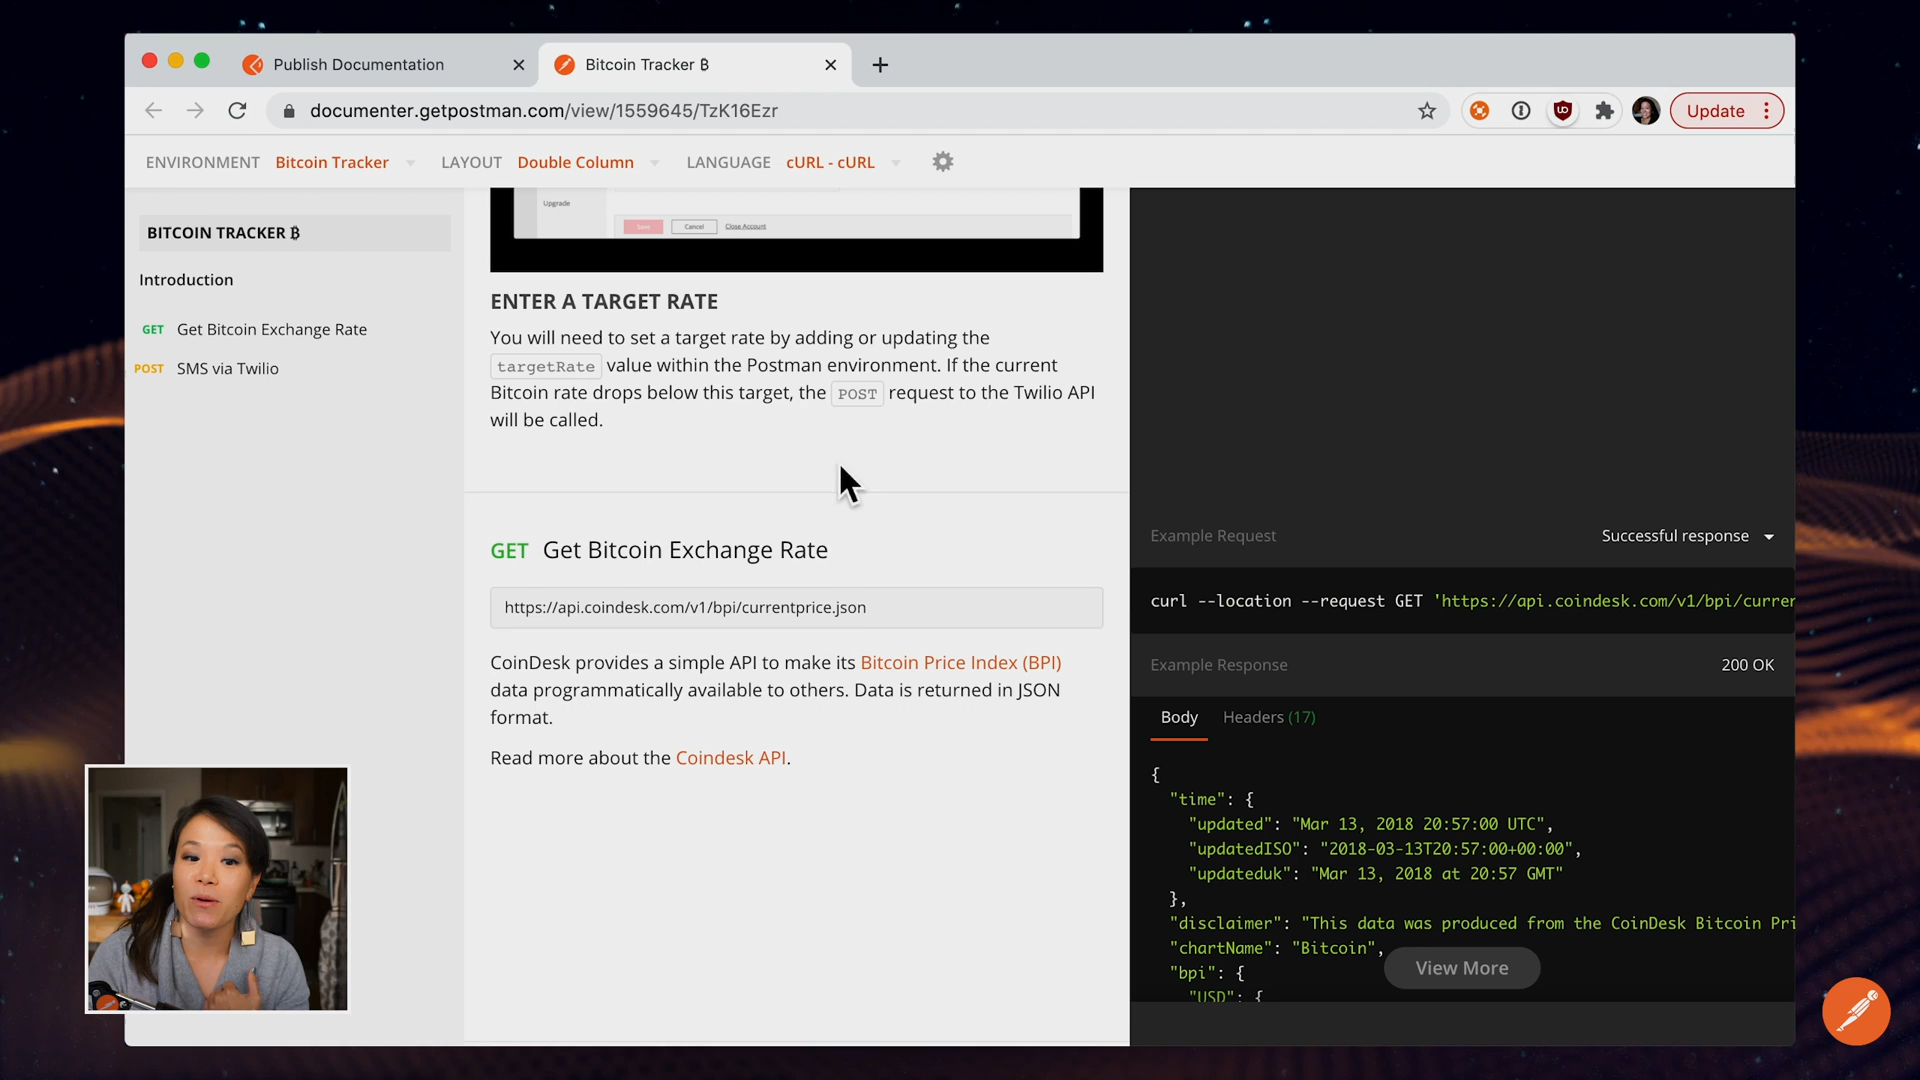 Publish Documentation
Bitcoin Tracker ₿
documenter.getpostman.com/view/1559645/TzK16Ezr
Update
ENVIRONMENT Bitcoin Tracker LAYOUT Double Column LANGUAGE cURL - cURL
BITCOIN TRACKER ₿
Introduction
GET Get Bitcoin Exchange Rate
POST SMS via Twilio
Upgrade
Save Cancel Close Account
ENTER A TARGET RATE
You will need to set a target rate by adding or updating the
targetRate value within the Postman environment. If the current
Bitcoin rate drops below this target, the POST request to the Twilio API
will be called.
GET Get Bitcoin Exchange Rate
https://api.coindesk.com/v1/bpi/currentprice.json
CoinDesk provides a simple API to make its Bitcoin Price Index (BPI)
data programmatically available to others. Data is returned in JSON
format.
Read more about the Coindesk API.
Example Request Successful response
curl --location --request GET 'https://api.coindesk.com/v1/bpi/curren
Example Response 200 OK
Body Headers (17)
{
"time": {
"updated": "Mar 13, 2018 20:57:00 UTC",
"updatedISO": "2018-03-13T20:57:00+00:00",
"updateduk": "Mar 13, 2018 at 20:57 GMT"
},
"disclaimer": "This data was produced from the CoinDesk Bitcoin Pri
"chartName": "Bitcoin",
"bpi": {
"USD": {
View More